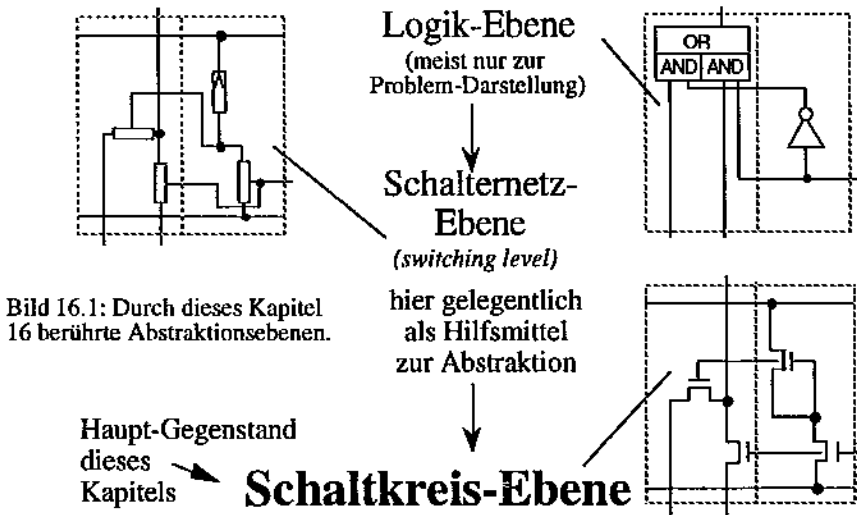 Logik-Ebene
(meist nur zur
Problem-Darstellung)
OR
AND AND
Schalternetz-
Ebene
(switching level)
Bild 16.1: Durch dieses Kapitel
16 berührte Abstraktionsebenen.
hier gelegentlich
als Hilfsmittel
zur Abstraktion
Haupt-Gegenstand
dieses
Kapitels
Schaltkreis-Ebene